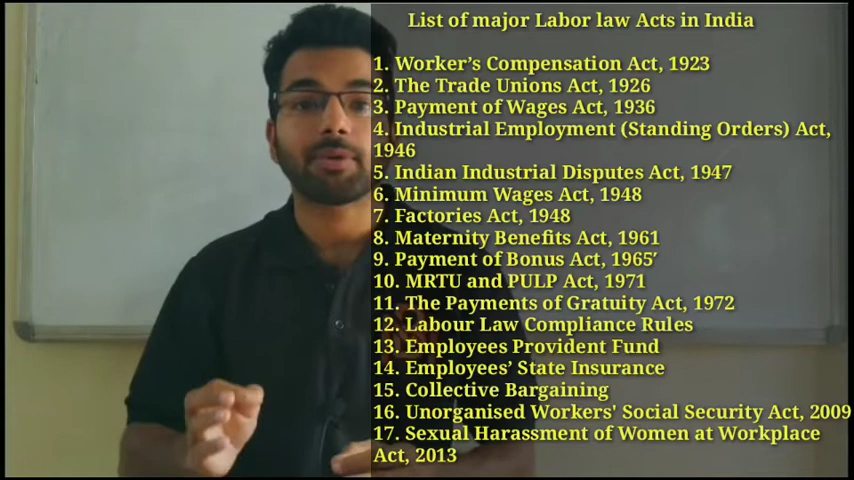 List of major Labor law Acts in India
1. Worker's Compensation Act, 1923
2. The Trade Unions Act, 1926
3. Payment of Wages Act, 1936
4. Industrial Employment (Standing Orders) Act,
1946
5. Indian Industrial Disputes Act, 1947
6. Minimum Wages Act, 1948
7. Factories Act, 1948
8. Maternity Benefits Act, 1961
9. Payment of Bonus Act, 1965′
10. MRTU and PULP Act, 1971
11. The Payments of Gratuity Act, 1972
12. Labour Law Compliance Rules
13. Employees Provident Fund
14. Employees’ State Insurance
15. Collective Bargaining
16. Unorganised Workers' Social Security Act, 2009
17. Sexual Harassment of Women at Workplace
Act, 2013